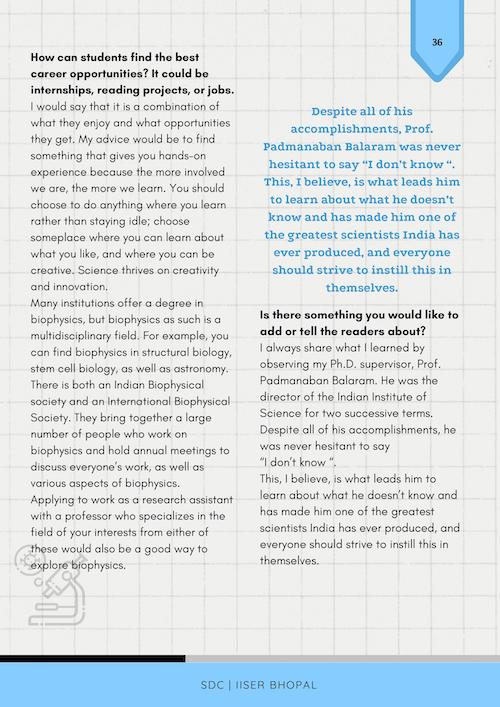 36
How can students find the best
career opportunities? It could be
internships, reading projects, or jobs.
I would say that it is a combination of
what they enjoy and what opportunities
they get. My advice would be to find
something that gives you hands-on
experience because the more involved
we are, the more we learn. You should
choose to do anything where you learn
rather than staying idle; choose
someplace where you can learn about
what you like, and where you can be
creative. Science thrives on creativity
and innovation.
Many institutions offer a degree in
biophysics, but biophysics as such is a
multidisciplinary field. For example, you
can find biophysics in structural biology,
stem cell biology, as well as astronomy.
There is both an Indian Biophysical
society and an International Biophysical
Society. They bring together a large
number of people who work on
biophysics and hold annual meetings to
discuss everyone's work, as well as
various aspects of biophysics.
Applying to work as a research assistant
with a professor who specializes in the
field of your interests from either of
these would also be a good way to
explore biophysics.
Despite all of his
accomplishments, Prof.
Padmanaban Balaram was never
hesitant to say “I don't know “.
This, I believe, is what leads him
to learn about what he doesn't
know and has made him one of
the greatest scientists India has
ever produced, and everyone
should strive to instill this in
themselves.
Is there something you would like to
add or tell the readers about?
I always share what I learned by
observing my Ph.D. supervisor, Prof.
Padmanaban Balaram. He was the
director of the Indian Institute of
Science for two successive terms.
Despite all of his accomplishments, he
was never hesitant to say
“I don't know “.
This, I believe, is what leads him to
learn about what he doesn't know and
has made him one of the greatest
scientists India has ever produced, and
everyone should strive to instill this in
themselves.
SDC | IISER BHOPAL